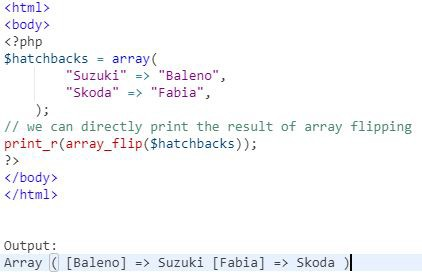 <html>
<body>
<?php
$hatchbacks = array(
"Suzuki" => "Baleno",
"Skoda" => "Fabia",
);
// we can directly print the result of array flipping
print_r(array_flip($hatchbacks));
?>
</body>
</html>
Output:
Array ( [Baleno] => Suzuki [Fabia] => Skoda )